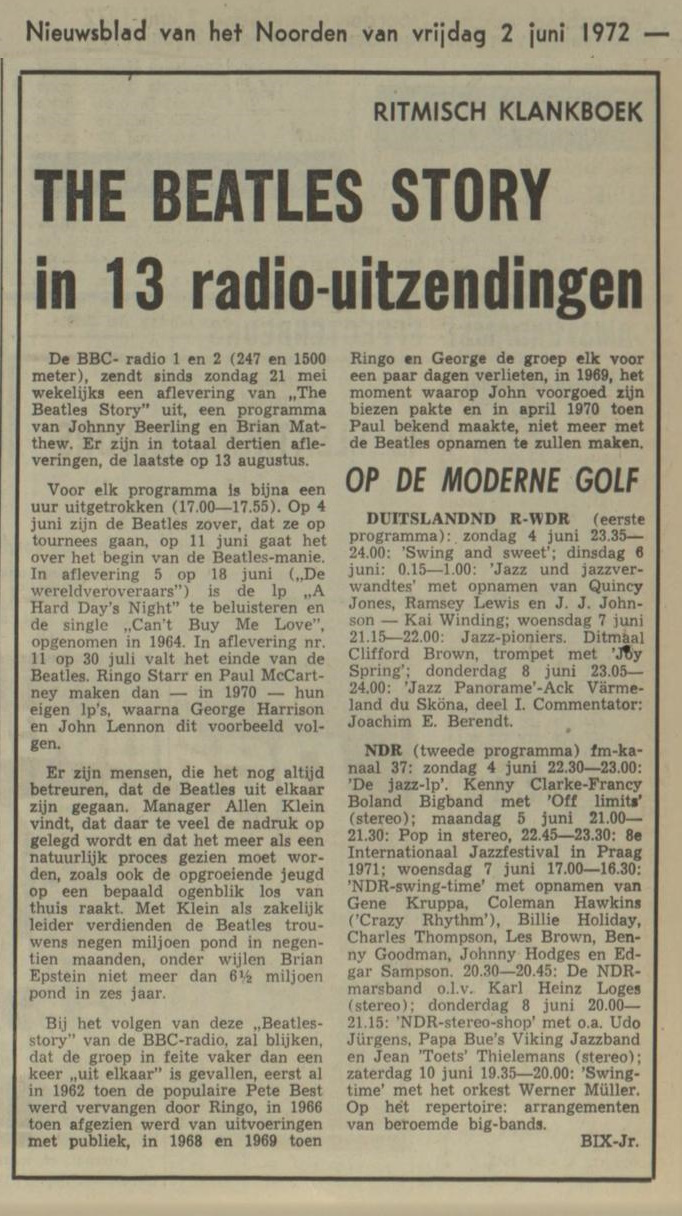 Nieuwsblad van het Noorden van vrijdag 2 juni 1972 —
RITMISCH KLANKBOEK
THE BEATLES STORY
in 13 radio-uitzendingen
De BBC- radio 1 en 2 (247 en 1500
meter), zendt sinds zondag 21 mei
wekelijks een aflevering van „The
Beatles Story” uit, een programma
van Johnny Beerling en Brian Mat-
thew. Er zijn in totaal dertien afle-
veringen, de laatste op 13 augustus.
Voor elk programma is bijna een
uur uitgetrokken (17.00—17.55). Op 4
juni zijn de Beatles zover, dat ze op
tournees gaan, op 11 juni gaat het
over het begin van de Beatles-manie.
In aflevering 5 op 18 juni („De
wereldveroveraars”) is de lp „A
Hard Day's Night” te beluisteren en
de single „Can't Buy Me Love”,
opgenomen in 1964. In aflevering nr.
11 op 30 juli valt het einde van de
Beatles. Ringo Starr en Paul McCart-
ney maken dan — in 1970 — hun
eigen lp's, waarna George Harrison
en John Lennon dit voorbeeld vol-
gen.
Er zijn mensen, die het nog altijd
betreuren, dat de Beatles uit elkaar
zijn gegaan. Manager Allen Klein
vindt, dat daar te veel de nadruk op
gelegd wordt en dat het meer als een
natuurlijk proces gezien moet wor-
den, zoals ook de opgroeiende jeugd
op een bepaald ogenblik los van
thuis raakt. Met Klein als zakelijk
leider verdienden de Beatles trou-
wens negen miljoen pond in negen-
tien maanden, onder wijlen Brian
Epstein niet meer dan 6½ miljoen
pond in zes jaar.
Bij het volgen van deze „Beatles-
story” van de BBC-radio, zal blijken,
dat de groep in feite vaker dan een
keer „uit elkaar” is gevallen, eerst al
in 1962 toen de populaire Pete Best
werd vervangen door Ringo, in 1966
toen afgezien werd van uitvoeringen
met publiek, in 1968 en 1969 toen
Ringo en George de groep elk voor
een paar dagen verlieten, in 1969, het
moment waarop John voorgoed zijn
biezen pakte en in april 1970 toen
Paul bekend maakte, niet meer met
de Beatles opnamen te zullen maken.
OP DE MODERNE GOLF
DUITSLANDND R-WDR (eerste
programma): zondag 4 juni 23.35—
24.00: 'Swing and sweet'; dinsdag 6
juni: 0.15—1.00: 'Jazz und jazzver-
wandtes' met opnamen van Quincy
Jones, Ramsey Lewis en J. J. John-
son — Kai Winding; woensdag 7 juni
21.15—22.00: Jazz-pioniers. Ditmaal
Clifford Brown, trompet met 'Joy
Spring'; donderdag 8 juni 23.05—
24.00: 'Jazz Panorame'-Ack Värme-
land du Sköna, deel I. Commentator:
Joachim E. Berendt.
NDR (tweede programma) fm-ka-
naal 37: zondag 4 juni 22.30—23.00:
'De jazz-lp'. Kenny Clarke-Francy
Boland Bigband met 'Off limits'
(stereo); maandag 5 juni 21.00—
21.30: Pop in stereo, 22.45—23.30: 8e
Internationaal Jazzfestival in Praag
1971; woensdag 7 juni 17.00—16.30:
'NDR-swing-time' met opnamen van
Gene Kruppa, Coleman Hawkins
('Crazy Rhythm'), Billie Holiday,
Charles Thompson, Les Brown, Ben-
ny Goodman, Johnny Hodges en Ed-
gar Sampson. 20.30—20.45: De NDR-
marsband o.l.v. Karl Heinz Loges
(stereo); donderdag 8 juni 20.00—
21.15: 'NDR-stereo-shop' met o.a. Udo
Jürgens, Papa Bue's Viking Jazzband
en Jean 'Toets' Thielemans (stereo);
zaterdag 10 juni 19.35—20.00: 'Swing-
time' met het orkest Werner Müller.
Op het repertoire: arrangementen
van beroemde big-bands.
BIX-Jr.